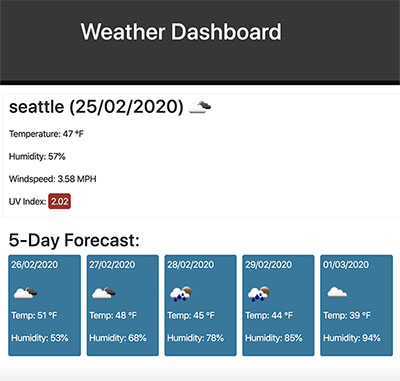 Weather Dashboard
seattle (25/02/2020)
Temperature: 47 °F
Humidity: 57%
Windspeed: 3.58 MPH
UV Index: 2.02
5-Day Forecast:
26/02/2020
Temp: 51 °F
Humidity: 53%
27/02/2020
Temp: 48 °F
Humidity: 68%
28/02/2020
Temp: 45 °F
Humidity: 78%
29/02/2020
Temp: 44 °F
Humidity: 85%
01/03/2020
Temp: 39 °F
Humidity: 94%